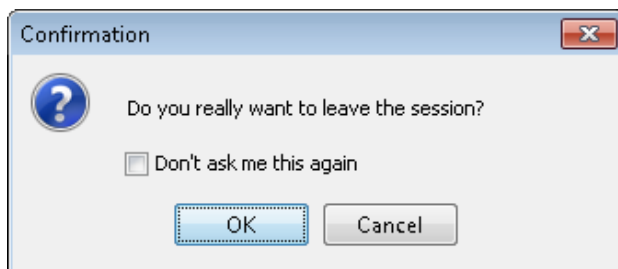 Confirmation
Do you really want to leave the session?
Don't ask me this again
OK
Cancel